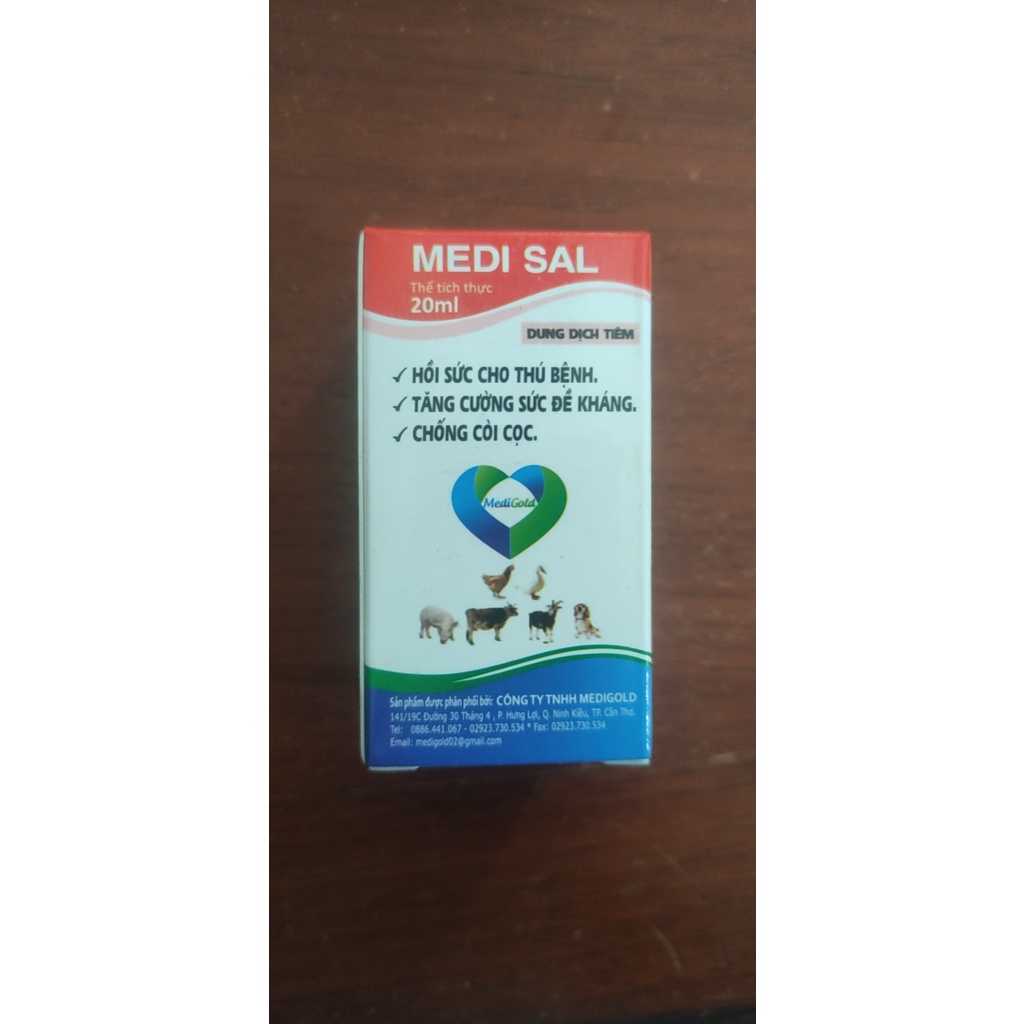 MEDI SAL
Thể tích thực
20ml
DUNG DỊCH TIÊM
✓ HỒI SỨC CHO THÚ BỆNH.
✓ TĂNG CƯỜNG SỨC ĐỀ KHÁNG.
✓ CHỐNG CÒI CỌC.
MediGold
Sản phẩm được phân phối bởi: CÔNG TY TNHH MEDIGOLD
141/19C Đường 30 Tháng 4 , P. Hưng Lợi, Q. Ninh Kiều, TP. Cần Thơ.
Tel: 0886.441.067 - 02923.730.534 * Fax: 02923.730.534
Email: medigold02@gmail.com